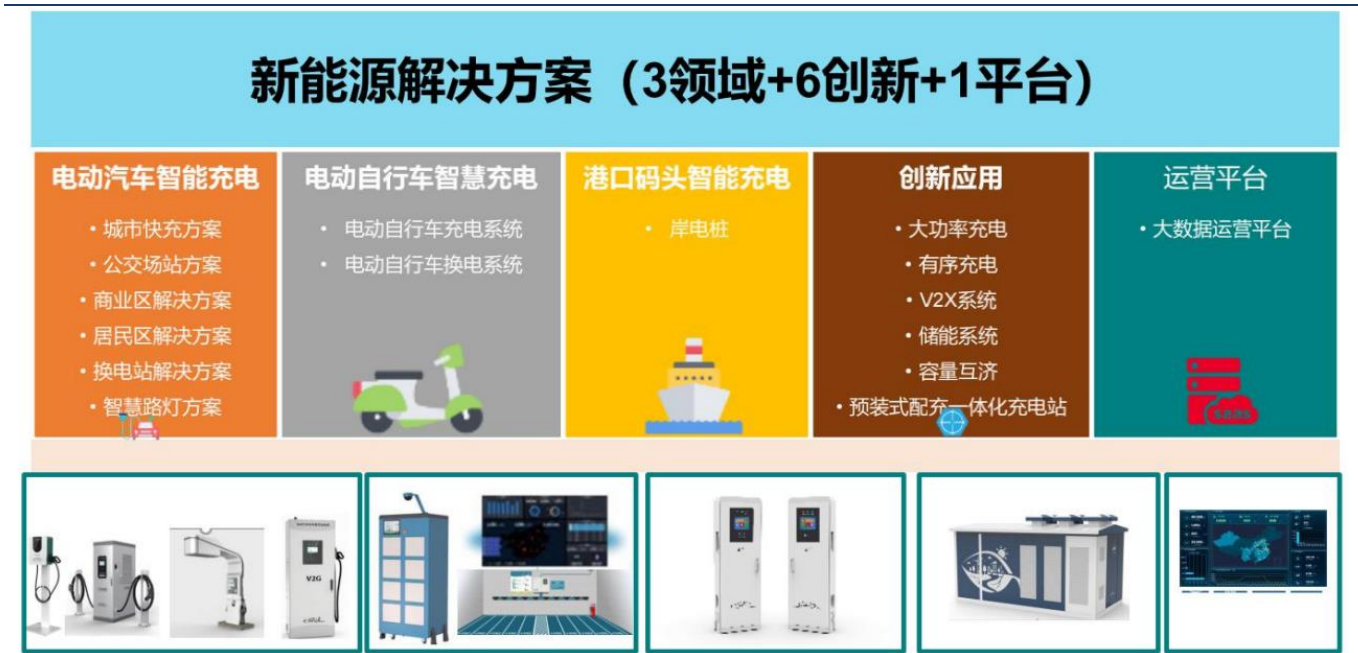 新能源解决方案（3领域+6创新+1平台）
电动汽车智能充电
• 城市快充方案
• 公交场站方案
• 商业区解决方案
• 居民区解决方案
• 换电站解决方案
• 智慧路灯方案
电动自行车智慧充电
• 电动自行车充电系统
• 电动自行车换电系统
港口码头智能充电
• 岸电桩
创新应用
• 大功率充电
• 有序充电
• V2X系统
• 储能系统
• 容量互济
• 预装式配充一体化充电站
运营平台
• 大数据运营平台
saas
V2G